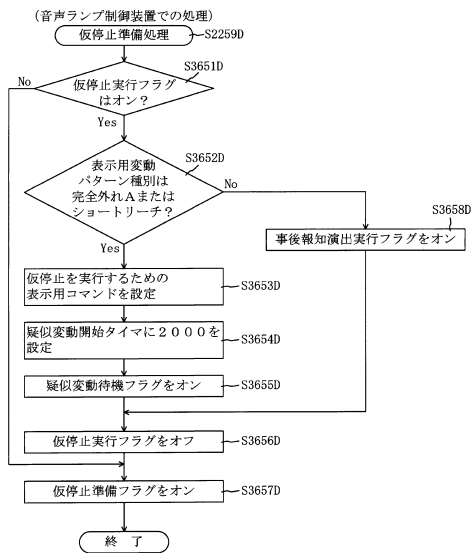 (音声ランプ制御装置での処理)
仮停止準備処理
S2259D
No
S3651D
仮停止実行フラグ
はオン?
Yes
S3652D
表示用変動
パターン種別は
完全外れAまたは
ショートリーチ?
No
S3658D
事後報知演出実行フラグをオン
Yes
仮停止を実行するための
表示用コマンドを設定
S3653D
疑似変動開始タイマに2000を
設定
S3654D
疑似変動待機フラグをオン
S3655D
仮停止実行フラグをオフ
S3656D
仮停止準備フラグをオン
S3657D
終 了